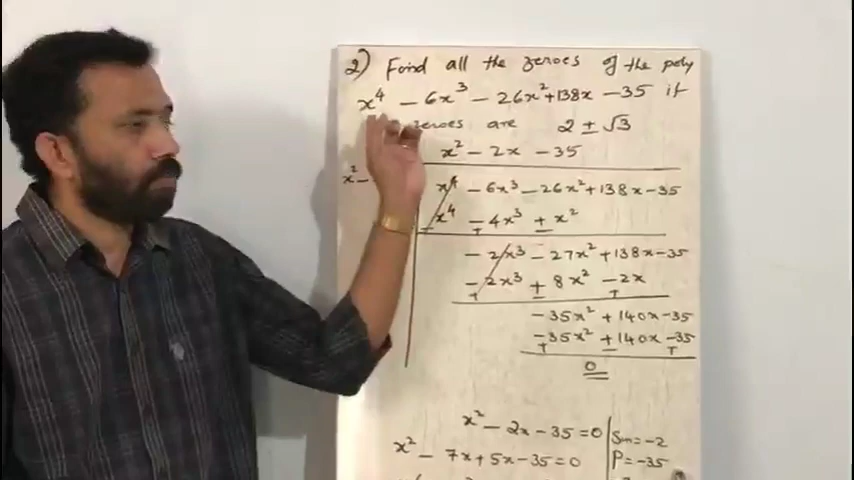 2) Find all the zeroes of the poly
x⁴ - 6x³ - 26x² + 138x - 35 if
zeroes are 2 ± √3
x² - 2x - 35
x² -
x⁴ - 6x³ - 26x² + 138x - 35
x⁴ - 4x³ + x²
- + -
- 2x³ - 27x² + 138x - 35
- 2x³ + 8x² - 2x
+ - +
- 35x² + 140x - 35
- 35x² + 140x - 35
+ - +
0
x² - 2x - 35 = 0
Sum = -2
x² - 7x + 5x - 35 = 0
P = -35